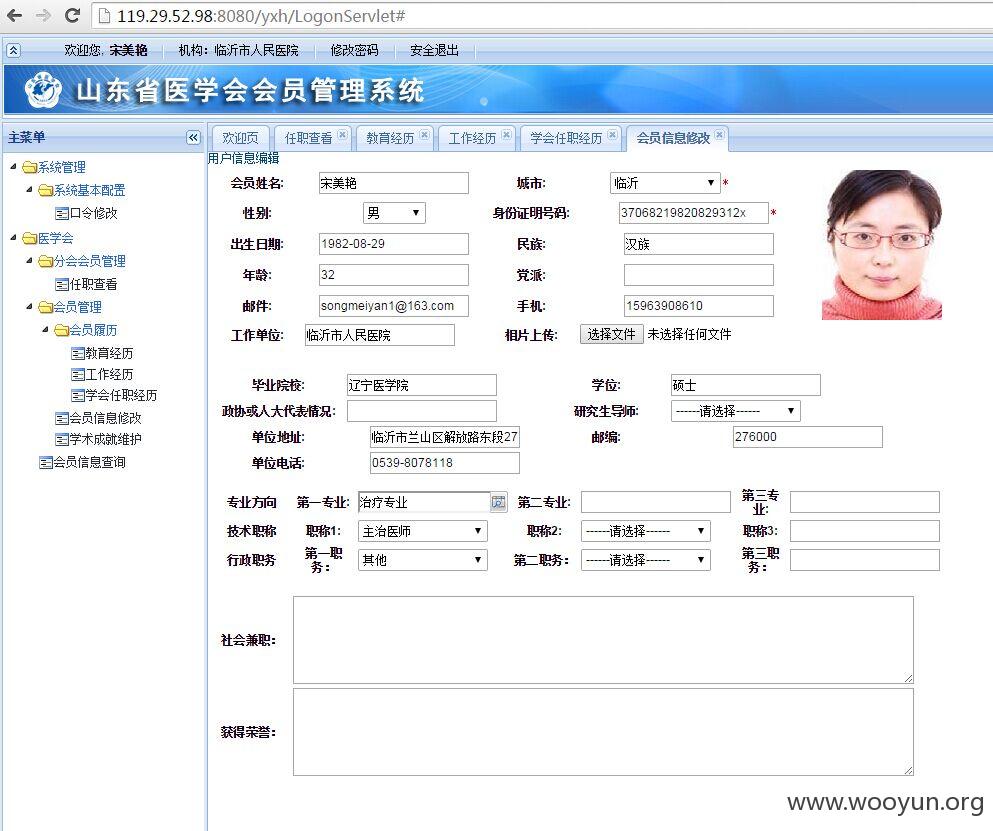 119.29.52.98:8080/yxh/LogonServlet#
欢迎您, 宋美艳 机构: 临沂市人民医院 修改密码 安全退出
山东省医学会会员管理系统
主菜单
系统管理
系统基本配置
口令修改
医学会
分会会员管理
任职查看
会员管理
会员履历
教育经历
工作经历
学会任职经历
会员信息修改
学术成就维护
会员信息查询
欢迎页 任职查看 教育经历 工作经历 学会任职经历 会员信息修改
用户信息编辑
会员姓名: 宋美艳 城市: 临沂 *
性别: 男 身份证明号码: 37068219820829312x *
出生日期: 1982-08-29 民族: 汉族
年龄: 32 党派:
邮件: songmeiyan1@163.com 手机: 15963908610
工作单位: 临沂市人民医院 相片上传: 选择文件 未选择任何文件
毕业院校: 辽宁医学院 学位: 硕士
政协或人大代表情况: 研究生导师: ------请选择------
单位地址: 临沂市兰山区解放路东段27 邮编: 276000
单位电话: 0539-8078118
专业方向 第一专业: 治疗专业 第二专业: 第三专业:
技术职称 职称1: 主治医师 职称2: ------请选择------ 职称3:
行政职务 第一职务: 其他 第二职务: ------请选择------ 第三职务:
社会兼职:
获得荣誉:
www.wooyun.org